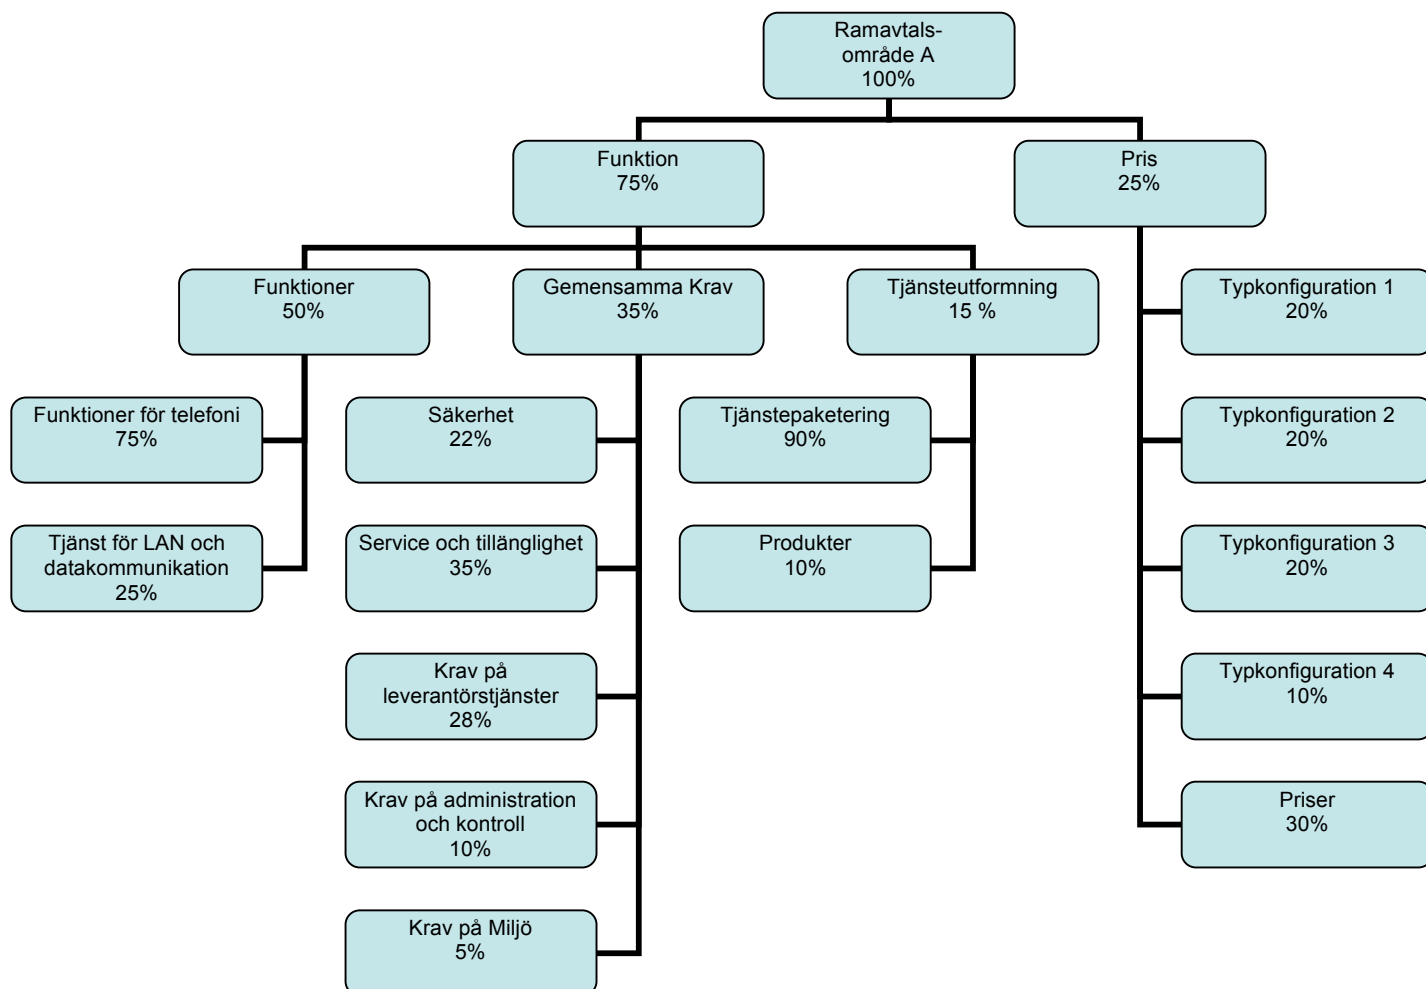 Ramavtals-
område A
100%
Funktion
75%
Pris
25%
Funktioner
50%
Gemensamma Krav
35%
Tjänsteutformning
15 %
Typkonfiguration 1
20%
Funktioner för telefoni
75%
Säkerhet
22%
Tjänstepaketering
90%
Typkonfiguration 2
20%
Tjänst för LAN och
datakommunikation
25%
Service och tillänglighet
35%
Produkter
10%
Typkonfiguration 3
20%
Krav på
leverantörstjänster
28%
Typkonfiguration 4
10%
Krav på administration
och kontroll
10%
Priser
30%
Krav på Miljö
5%